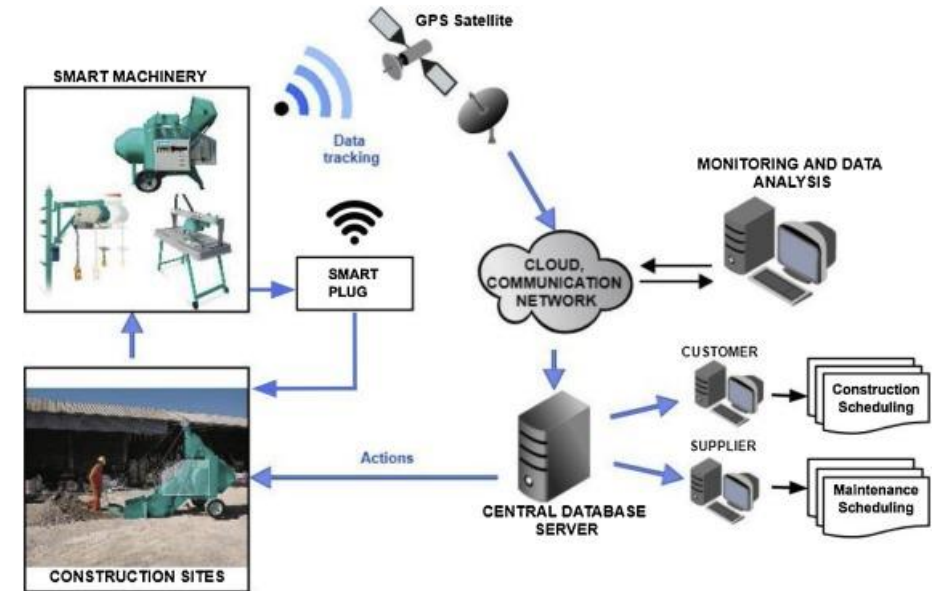 GPS Satellite
SMART MACHINERY
Data
tracking
MONITORING AND DATA
ANALYSIS
SMART
PLUG
CLOUD,
COMMUNICATION
NETWORK
CUSTOMER
Construction
Scheduling
SUPPLIER
Maintenance
Scheduling
Actions
CENTRAL DATABASE
SERVER
CONSTRUCTION SITES